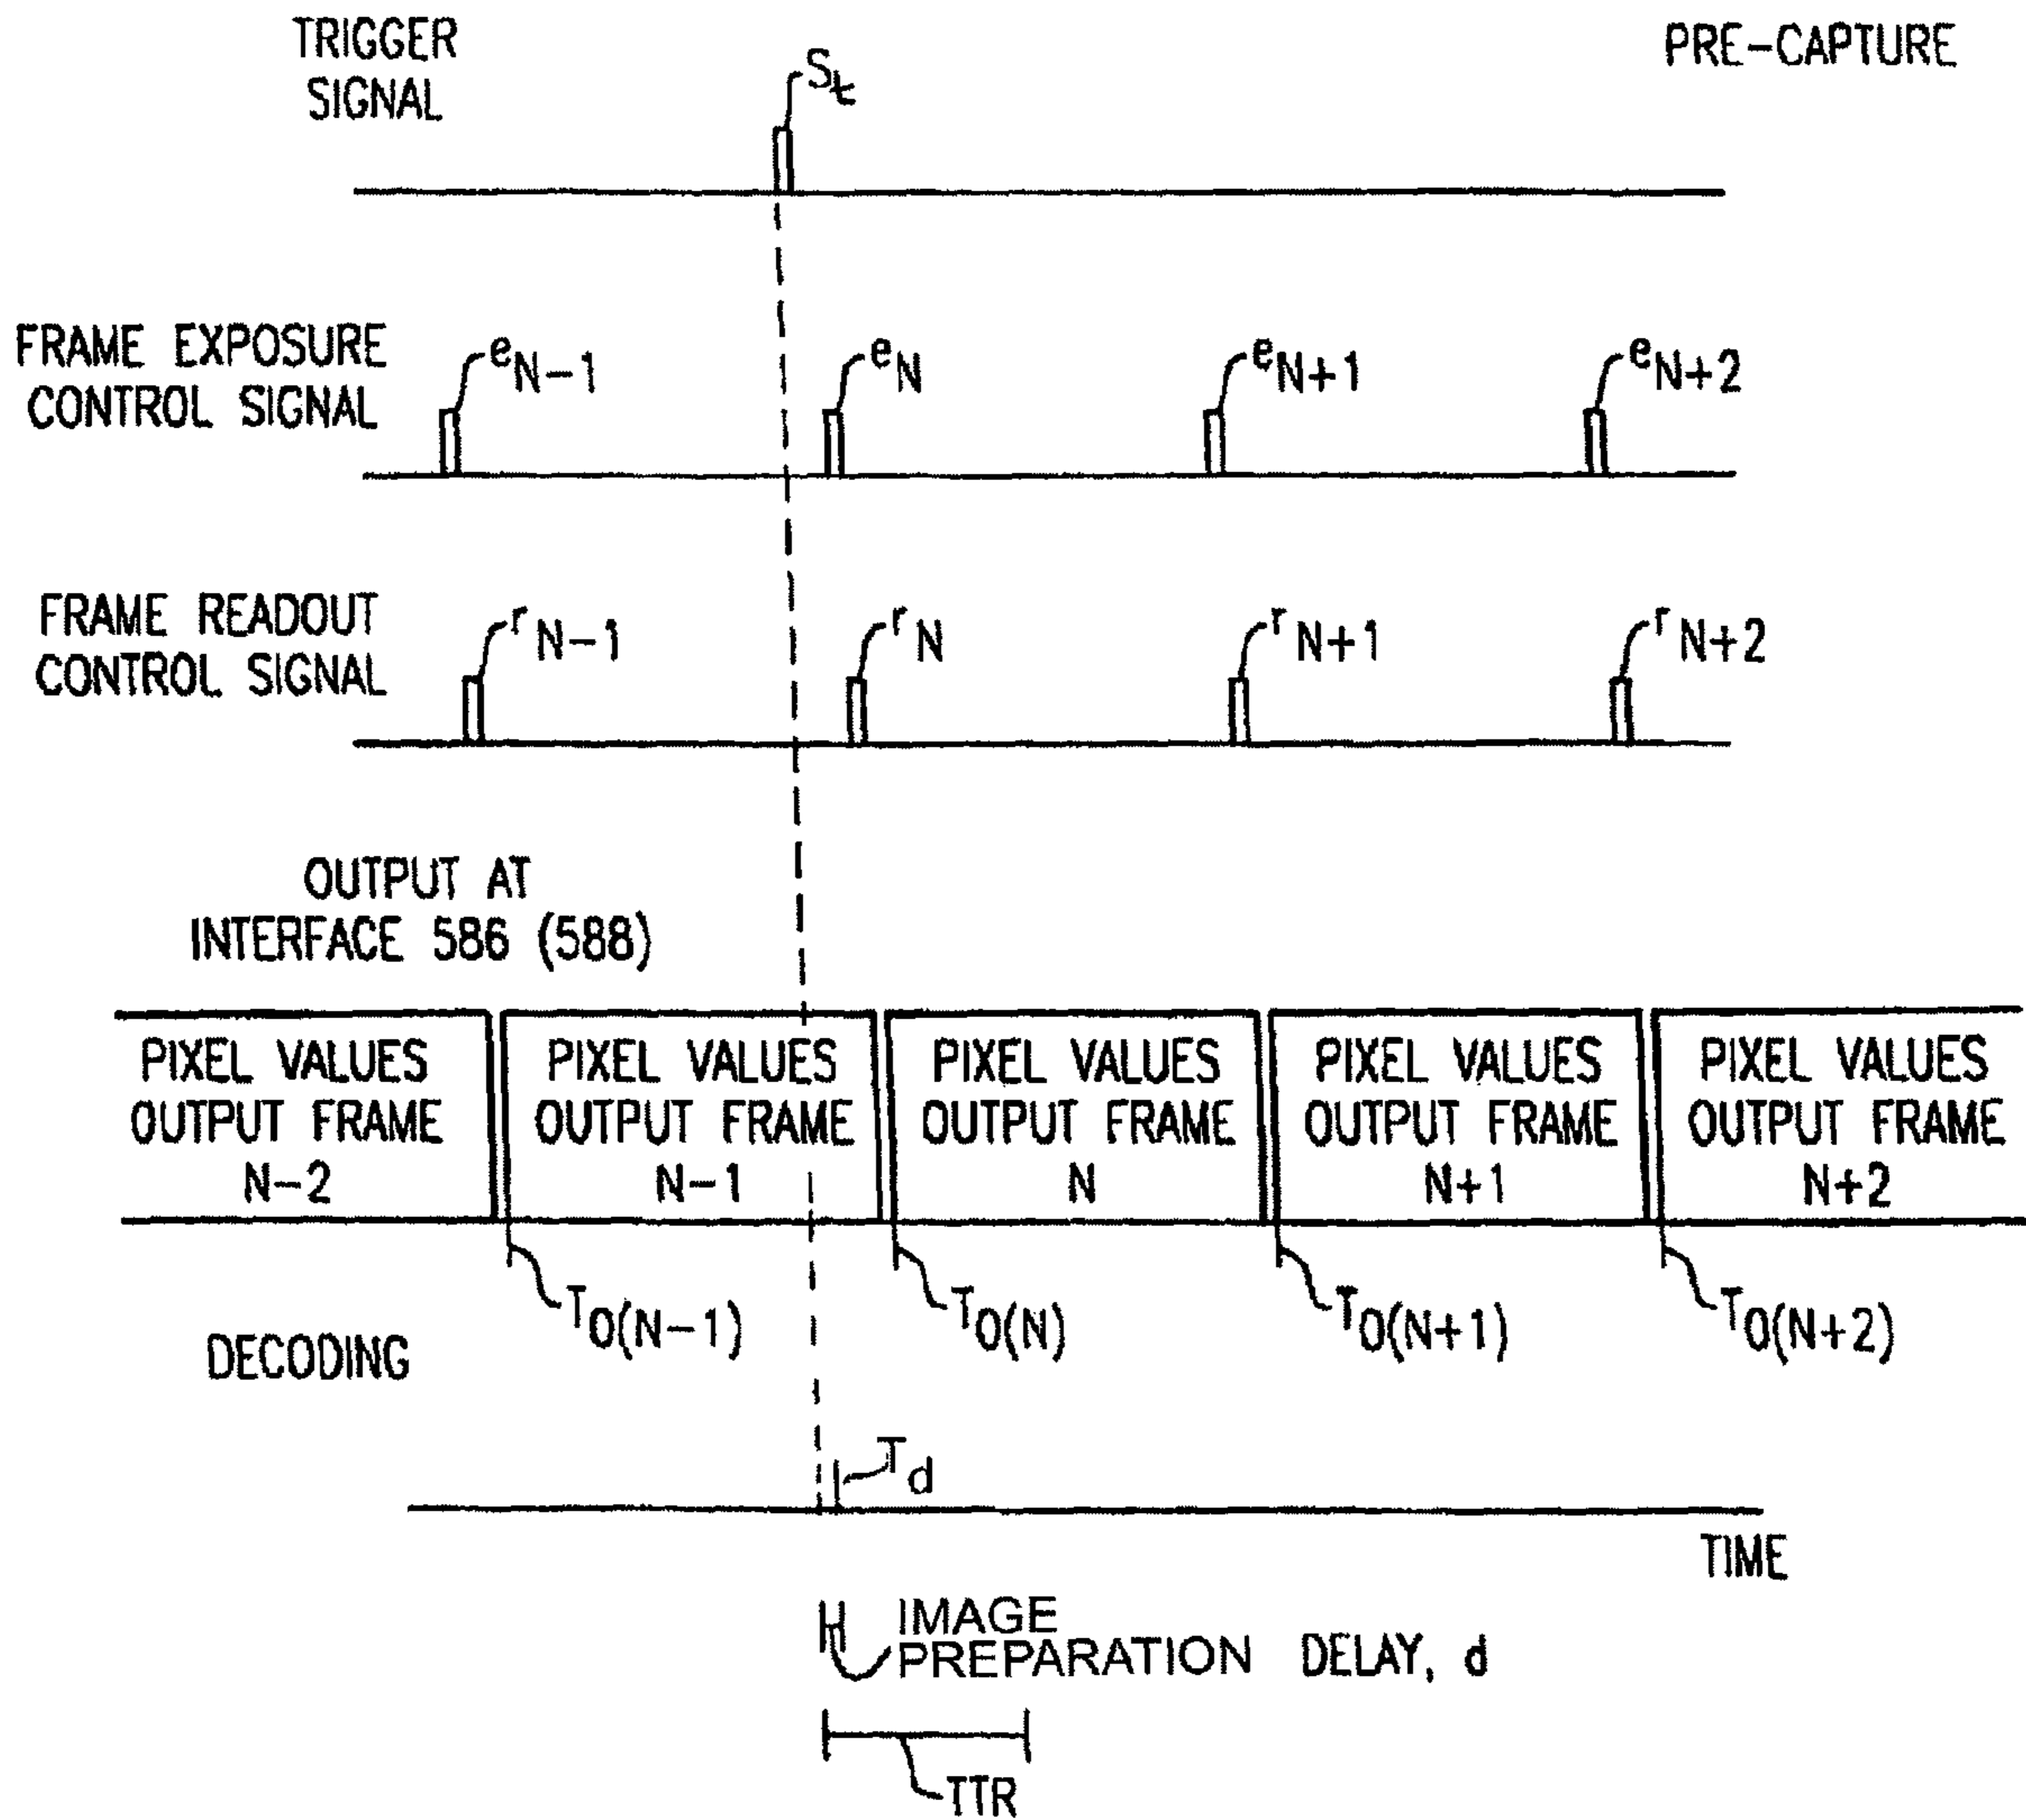 TRIGGER
SIGNAL
PRE-CAPTURE
St
FRAME EXPOSURE
CONTROL SIGNAL
eN-1
eN
eN+1
eN+2
FRAME READOUT
CONTROL SIGNAL
rN-1
rN
rN+1
rN+2
OUTPUT AT
INTERFACE 586 (588)
PIXEL VALUES
OUTPUT FRAME
N-2
PIXEL VALUES
OUTPUT FRAME
N-1
PIXEL VALUES
OUTPUT FRAME
N
PIXEL VALUES
OUTPUT FRAME
N+1
PIXEL VALUES
OUTPUT FRAME
N+2
TO(N-1)
TO(N)
TO(N+1)
TO(N+2)
DECODING
Td
TIME
IMAGE
PREPARATION DELAY, d
TTR